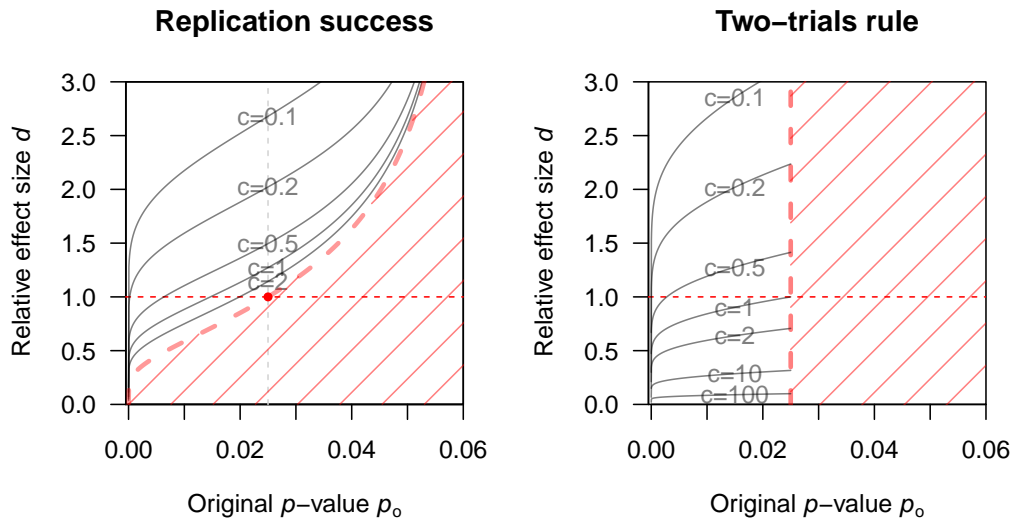 Replication success
Relative effect size d
3.0
2.5
2.0
1.5
1.0
0.5
0.0
c=0.1
c=0.2
c=0.5
c=1
c=2
0.00
0.02
0.04
0.06
Original p−value po
Two−trials rule
Relative effect size d
3.0
2.5
2.0
1.5
1.0
0.5
0.0
c=0.1
c=0.2
c=0.5
c=1
c=2
c=10
c=100
0.00
0.02
0.04
0.06
Original p−value po